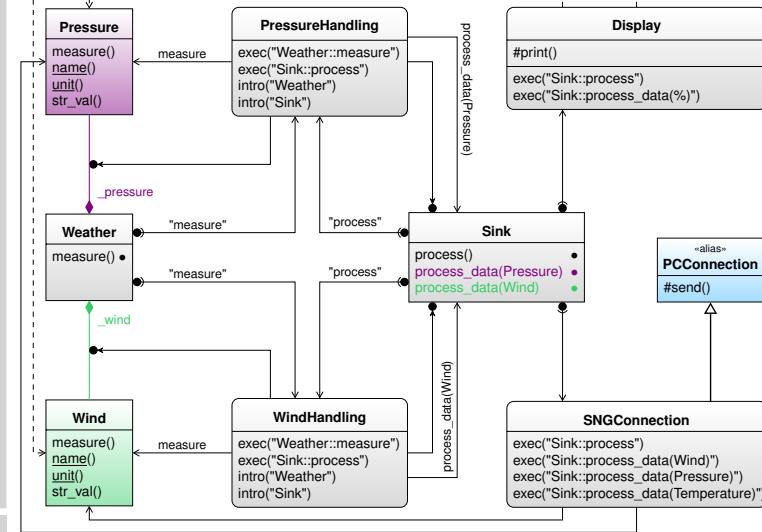 Pressure
measure()
name()
unit()
str_val()
measure
PressureHandling
exec("Weather::measure")
exec("Sink::process")
intro("Weather")
intro("Sink")
process_data(Pressure)
Display
#print()
exec("Sink::process")
exec("Sink::process_data(%)")
_pressure
Weather
measure()
"measure"
"process"
"measure"
"process"
Sink
process()
process_data(Pressure)
process_data(Wind)
«alias»
PCConnection
#send()
_wind
Wind
measure()
name()
unit()
str_val()
measure
WindHandling
exec("Weather::measure")
exec("Sink::process")
intro("Weather")
intro("Sink")
process_data(Wind)
SNGConnection
exec("Sink::process")
exec("Sink::process_data(Wind)")
exec("Sink::process_data(Pressure)")
exec("Sink::process_data(Temperature)"